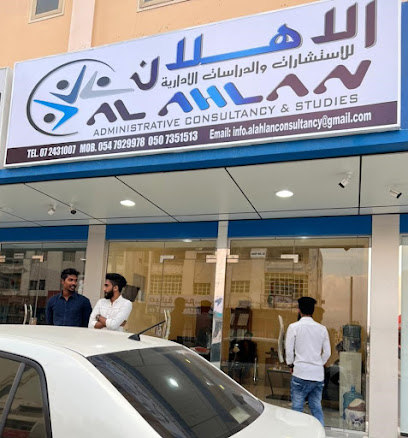 الاهلان
للاستشارات والدراسات الادارية
AL AHLAN
ADMINISTRATIVE CONSULTANCY & STUDIES
TEL. 07 2431007 MOB. 054 7929978 050 7351513 Email: info.alahlanconsultancy@gmail.com